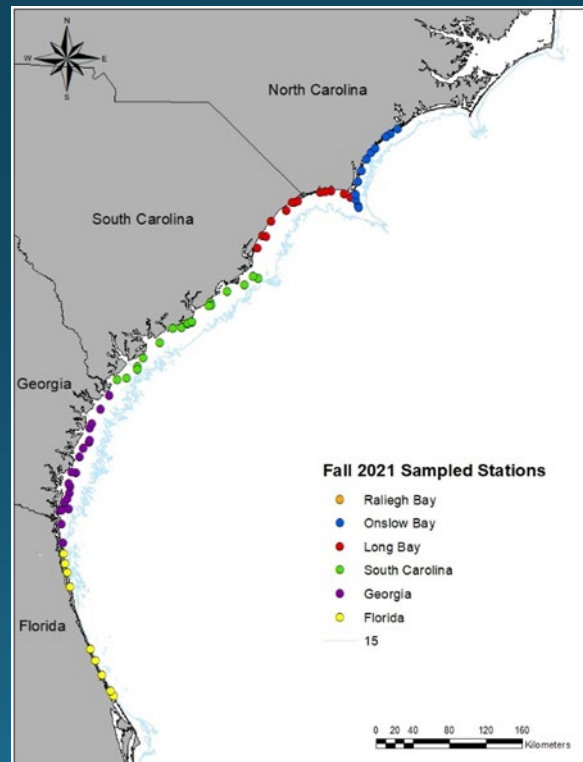 N
W E
S
North Carolina
South Carolina
Georgia
Florida
Fall 2021 Sampled Stations
Raliegh Bay
Onslow Bay
Long Bay
South Carolina
Georgia
Florida
15
0 20 40 80 120 160
Kilometers